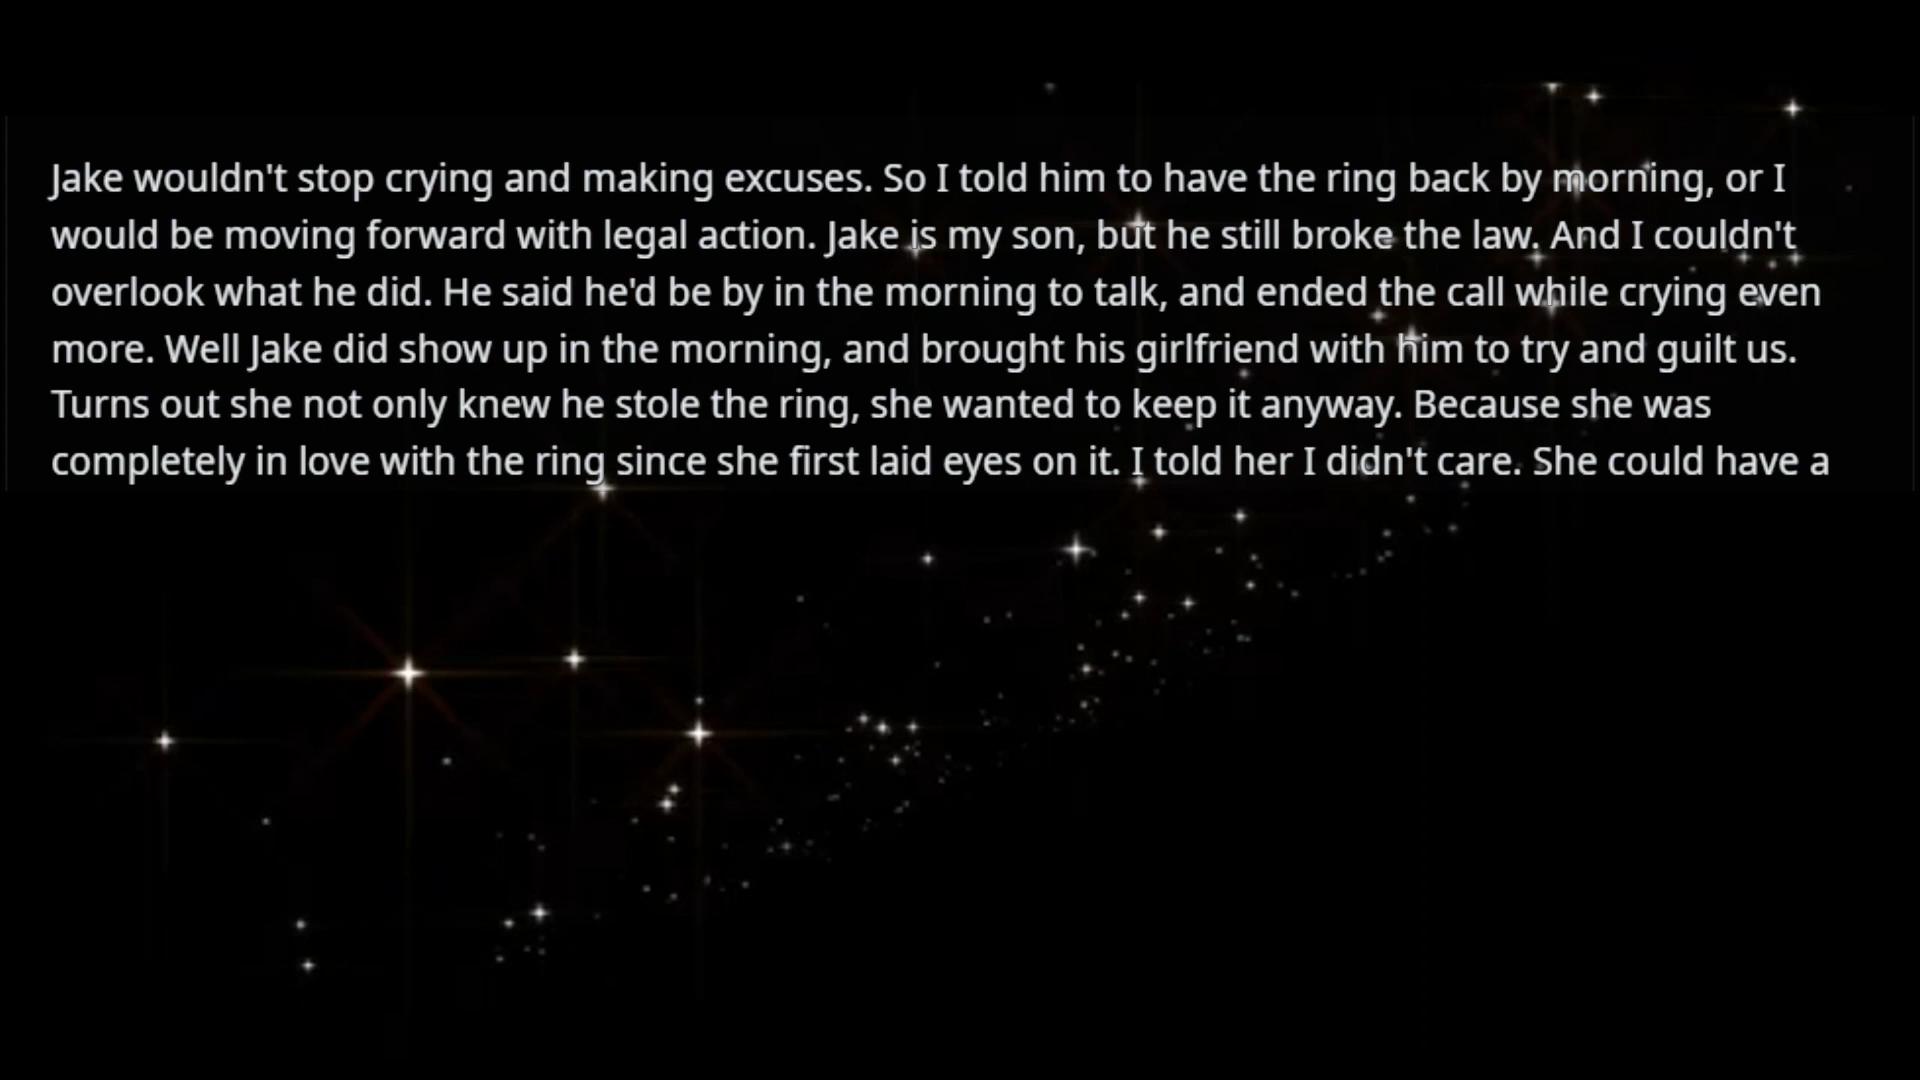 Jake wouldn't stop crying and making excuses. So I told him to have the ring back by morning, or I
would be moving forward with legal action. Jake is my son, but he still broke the law. And I couldn't
overlook what he did. He said he'd be by in the morning to talk, and ended the call while crying even
more. Well Jake did show up in the morning, and brought his girlfriend with him to try and guilt us.
Turns out she not only knew he stole the ring, she wanted to keep it anyway. Because she was
completely in love with the ring since she first laid eyes on it. I told her I didn't care. She could have a